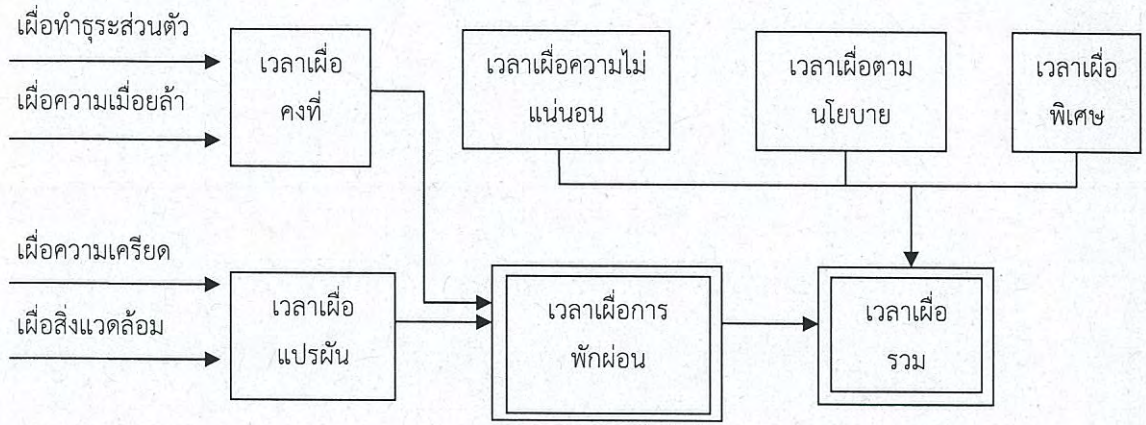 เผื่อทำธุระส่วนตัว
เผื่อความเมื่อยล้า
เวลาเผื่อ
คงที่
เวลาเผื่อความไม่
แน่นอน
เวลาเผื่อตาม
นโยบาย
เวลาเผื่อ
พิเศษ
เผื่อความเครียด
เผื่อสิ่งแวดล้อม
เวลาเผื่อ
แปรผัน
เวลาเผื่อการ
พักผ่อน
เวลาเผื่อ
รวม